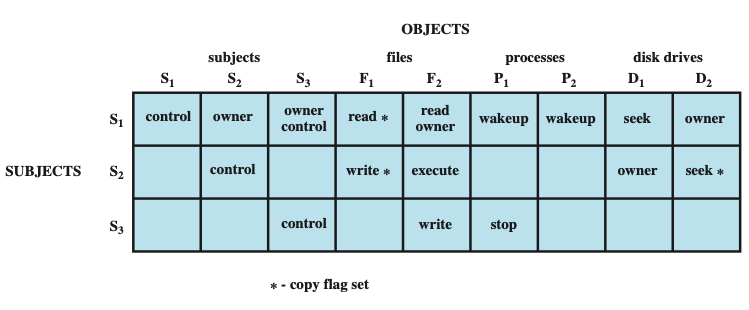 OBJECTS
subjects files processes disk drives
S1 S2 S3 F1 F2 P1 P2 D1 D2
S1 control owner owner control read * read owner wakeup wakeup seek owner
SUBJECTS S2 control write * execute owner seek *
S3 control write stop
* - copy flag set